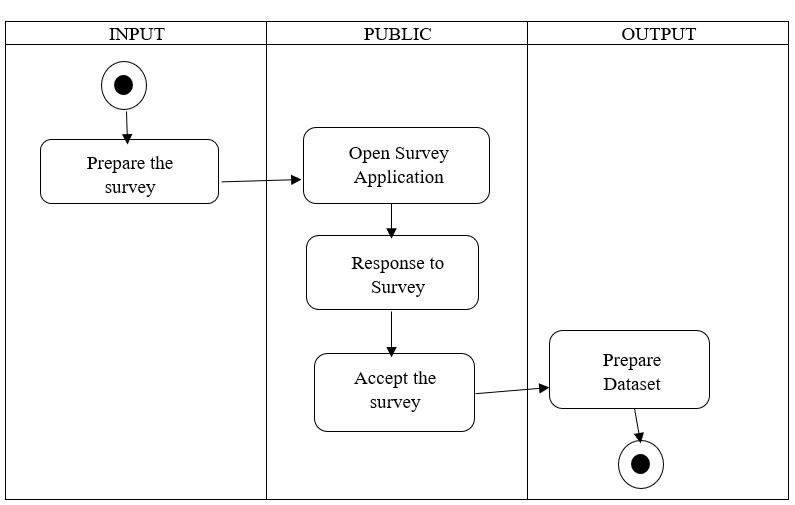 INPUT
PUBLIC
OUTPUT
Prepare the
survey
Open Survey
Application
Response to
Survey
Accept the
survey
Prepare
Dataset